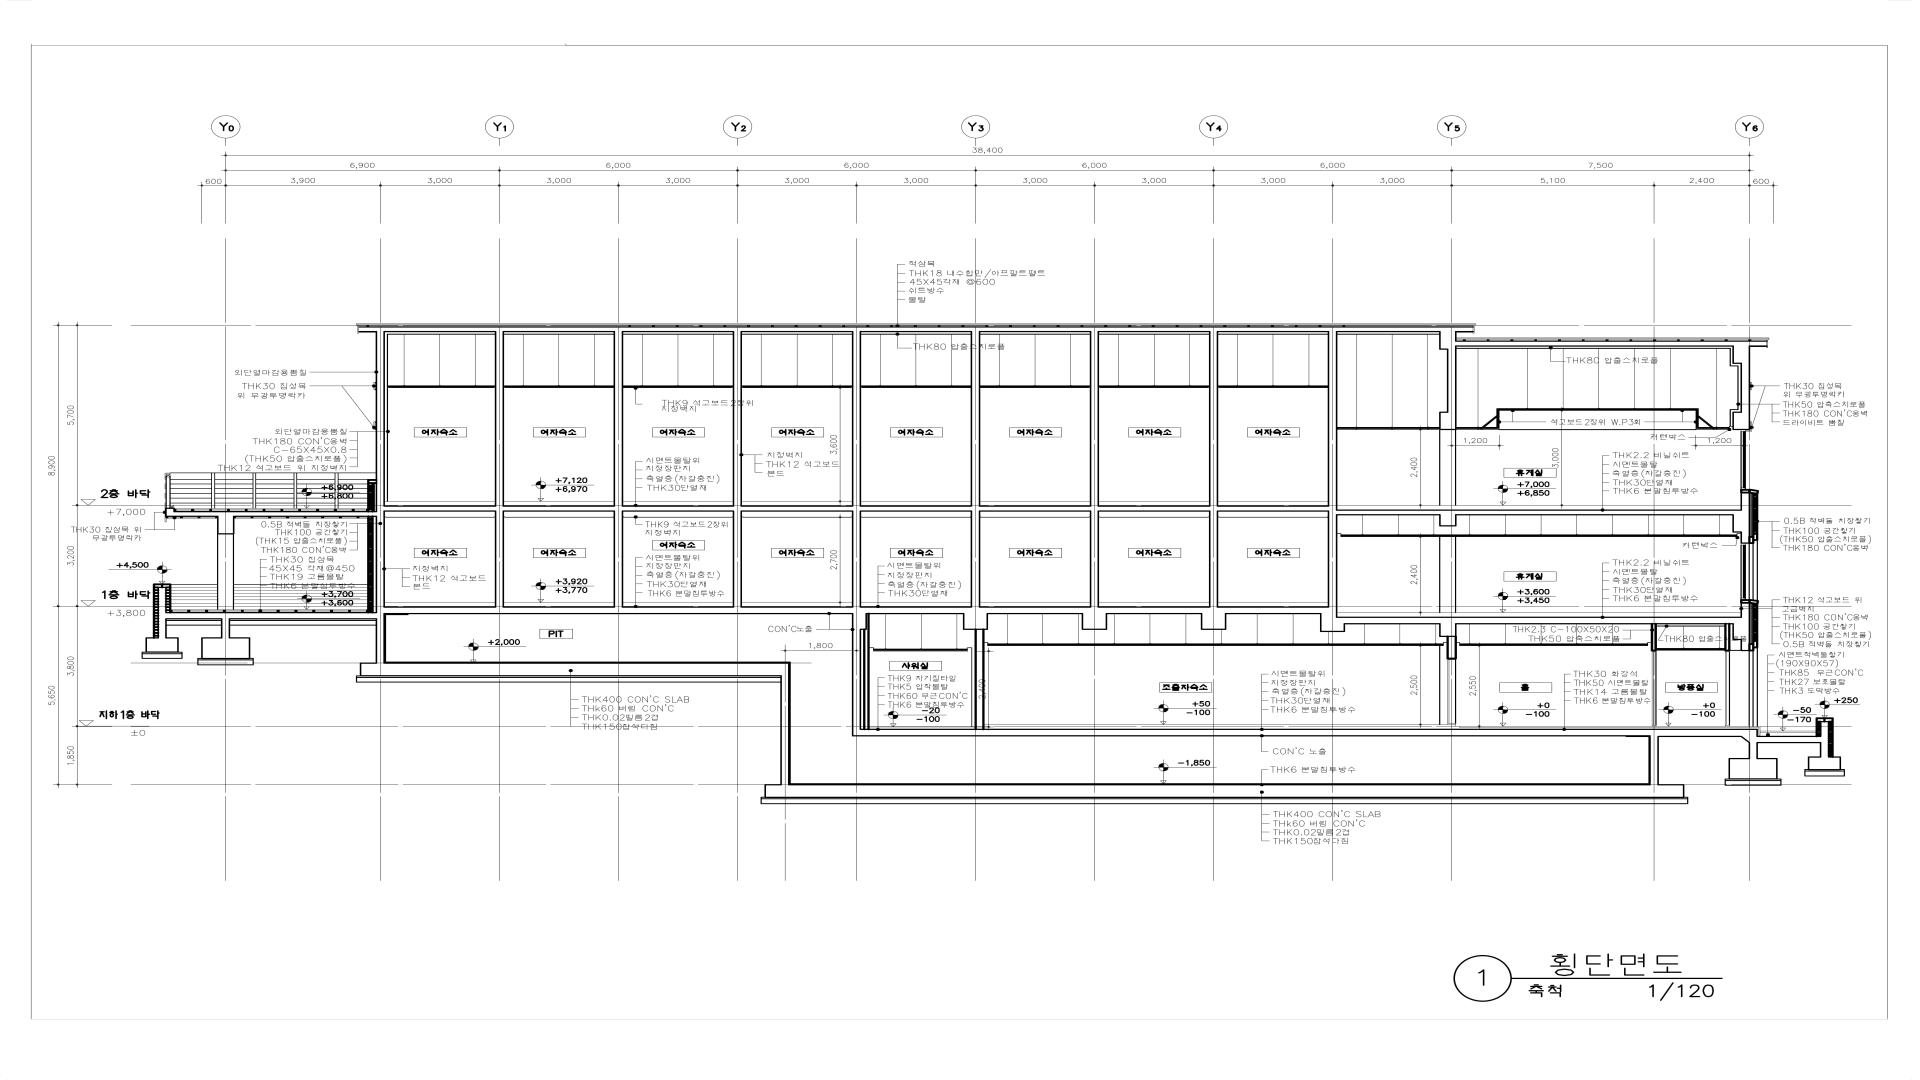 Y0
Y1
Y2
Y3
Y4
Y5
Y6
38,400
6,900
6,000
6,000
6,000
6,000
7,500
600
3,900
3,000
3,000
3,000
3,000
3,000
3,000
3,000
3,000
3,000
5,100
2,400
600
적삼목
THK18 내수합판/아프팔트펠트
45X45각재 @600
쉬트방수
몰탈
THK80 압출스치로폴
THK80 압출스치로폴
외단열마감용뿜칠
THK30 침성목
위 무광투명락카
외단열마감용뿜칠
THK180 CON'C옹벽
C-65X45X0.8
(THK50 압출스치로폴)
THK12 석고보드 위 지정벽지
THK9 석고보드2장위
지정벽지
THK30 침성목
위 무광투명락카
THK50 압축스치로폴
THK180 CON'C옹벽
드라이비트 뿜칠
석고보드2장위 W.P3회
커텐박스
1,200
1,200
여자숙소
여자숙소
여자숙소
여자숙소
여자숙소
여자숙소
여자숙소
여자숙소
3,600
2,400
3,000
시멘트몰탈위
지정장판지
축열층(자갈충진)
THK30단열재
지정벽지
THK12 석고보드
본드
+7,120
+6,970
휴게실
+7,000
+6,850
THK2.2 비닐쉬트
시멘트몰탈
축열층(자갈충진)
THK30단열재
THK6 분말침투방수
5,700
8,900
3,200
3,800
5,650
1,850
2층 바닥
+7,000
+6,900
+6,800
THK30 침성목 위
무광투명락카
0.5B 적벽돌 치장쌓기
THK100 공간쌓기
(THK15 압출스치로폴)
THK180 CON'C옹벽
THK30 침성목
45X45 각재@450
THK19 고름몰탈
THK6 분말침투방수
+4,500
1층 바닥
+3,800
+3,700
+3,600
THK9 석고보드2장위
지정벽지
여자숙소
여자숙소
여자숙소
여자숙소
여자숙소
여자숙소
여자숙소
여자숙소
지정벽지
THK12 석고보드
본드
+3,920
+3,770
시멘트몰탈위
지정장판지
축열층(자갈충진)
THK30단열재
THK6 분말침투방수
2,700
시멘트몰탈위
지정장판지
축열층(자갈충진)
THK30단열재
2,400
휴게실
+3,600
+3,450
THK2.2 비닐쉬트
시멘트몰탈
축열층(자갈충진)
THK30단열재
THK6 분말침투방수
커텐박스
0.5B 적벽돌 치장쌓기
THK100 공간쌓기
(THK50 압출스치로폴)
THK180 CON'C옹벽
THK12 석고보드 위
고급벽지
THK180 CON'C옹벽
THK100 공간쌓기
(THK50 압출스치로폴)
0.5B 적벽돌 치장쌓기
시멘트적벽돌쌓기
(190X90X57)
THK85 무근CON'C
THK27 보호몰탈
THK3 도막방수
PIT
+2,000
CON'C노출
1,800
샤워실
THK9 자기질타일
THK5 압착몰탈
THK60 무근CON'C
THK6 분말침투방수
-20
-100
2,400
조출자숙소
+50
-100
시멘트몰탈위
지정장판지
축열층(자갈충진)
THK30단열재
THK6 분말침투방수
2,500
2,550
THK2.3 C-100X50X20
THK50 압출스치로폴
THK80 압출스치로폴
홀
+0
-100
THK30 화강석
THK50 시멘트몰탈
THK14 고름몰탈
THK6 분말침투방수
방풍실
+0
-100
-50
-170
+250
지하1층 바닥
±0
THK400 CON'C SLAB
THk60 버림 CON'C
THK0.02필름2겹
THK150잡석다짐
CON'C 노출
-1,850
THK6 분말침투방수
THK400 CON'C SLAB
THk60 버림 CON'C
THK0.02필름2겹
THK150잡석다짐
1
횡단면도
축척
1/120